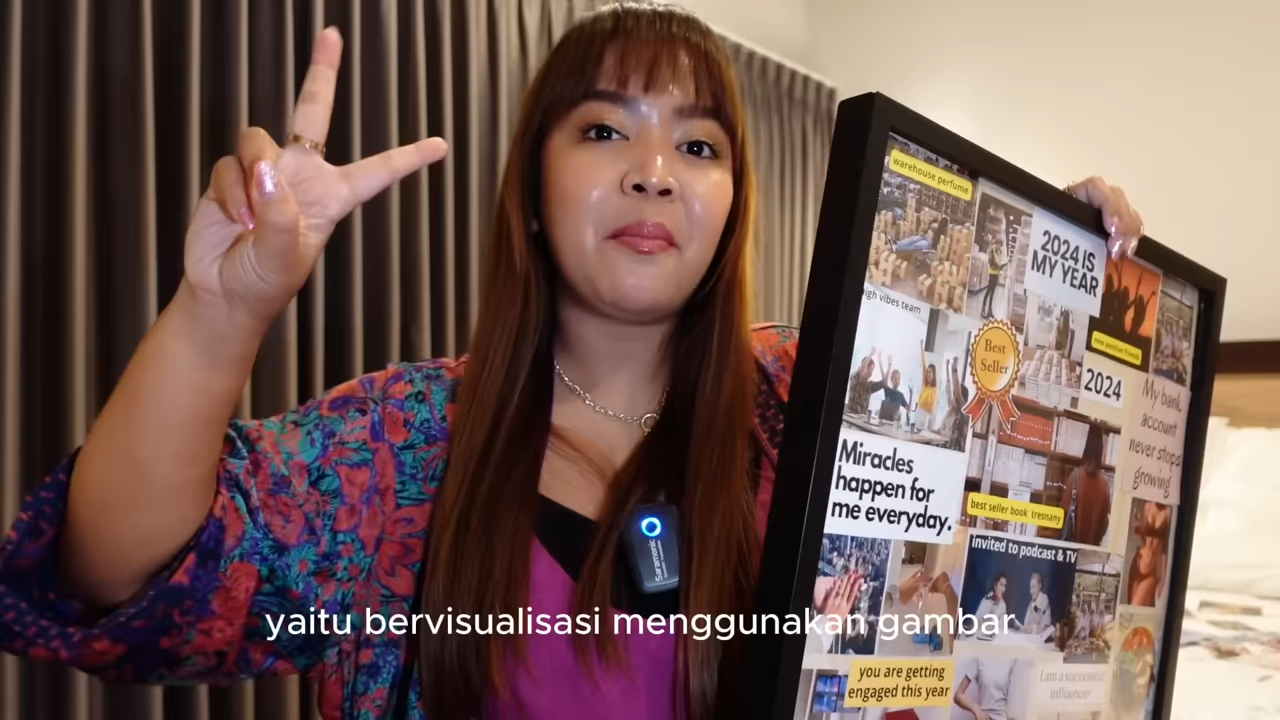 warehouse perfume
2024 IS
MY YEAR
high vibes team
new positive friends
Best
Seller
2024
My bank
account
never stops
growing
Miracles
happen for
me everyday.
best seller book tresnany
invited to podcast & TV
Saramonic
yaitu bervisualisasi menggunakan gambar
you are getting
engaged this year
I am a successful
influencer